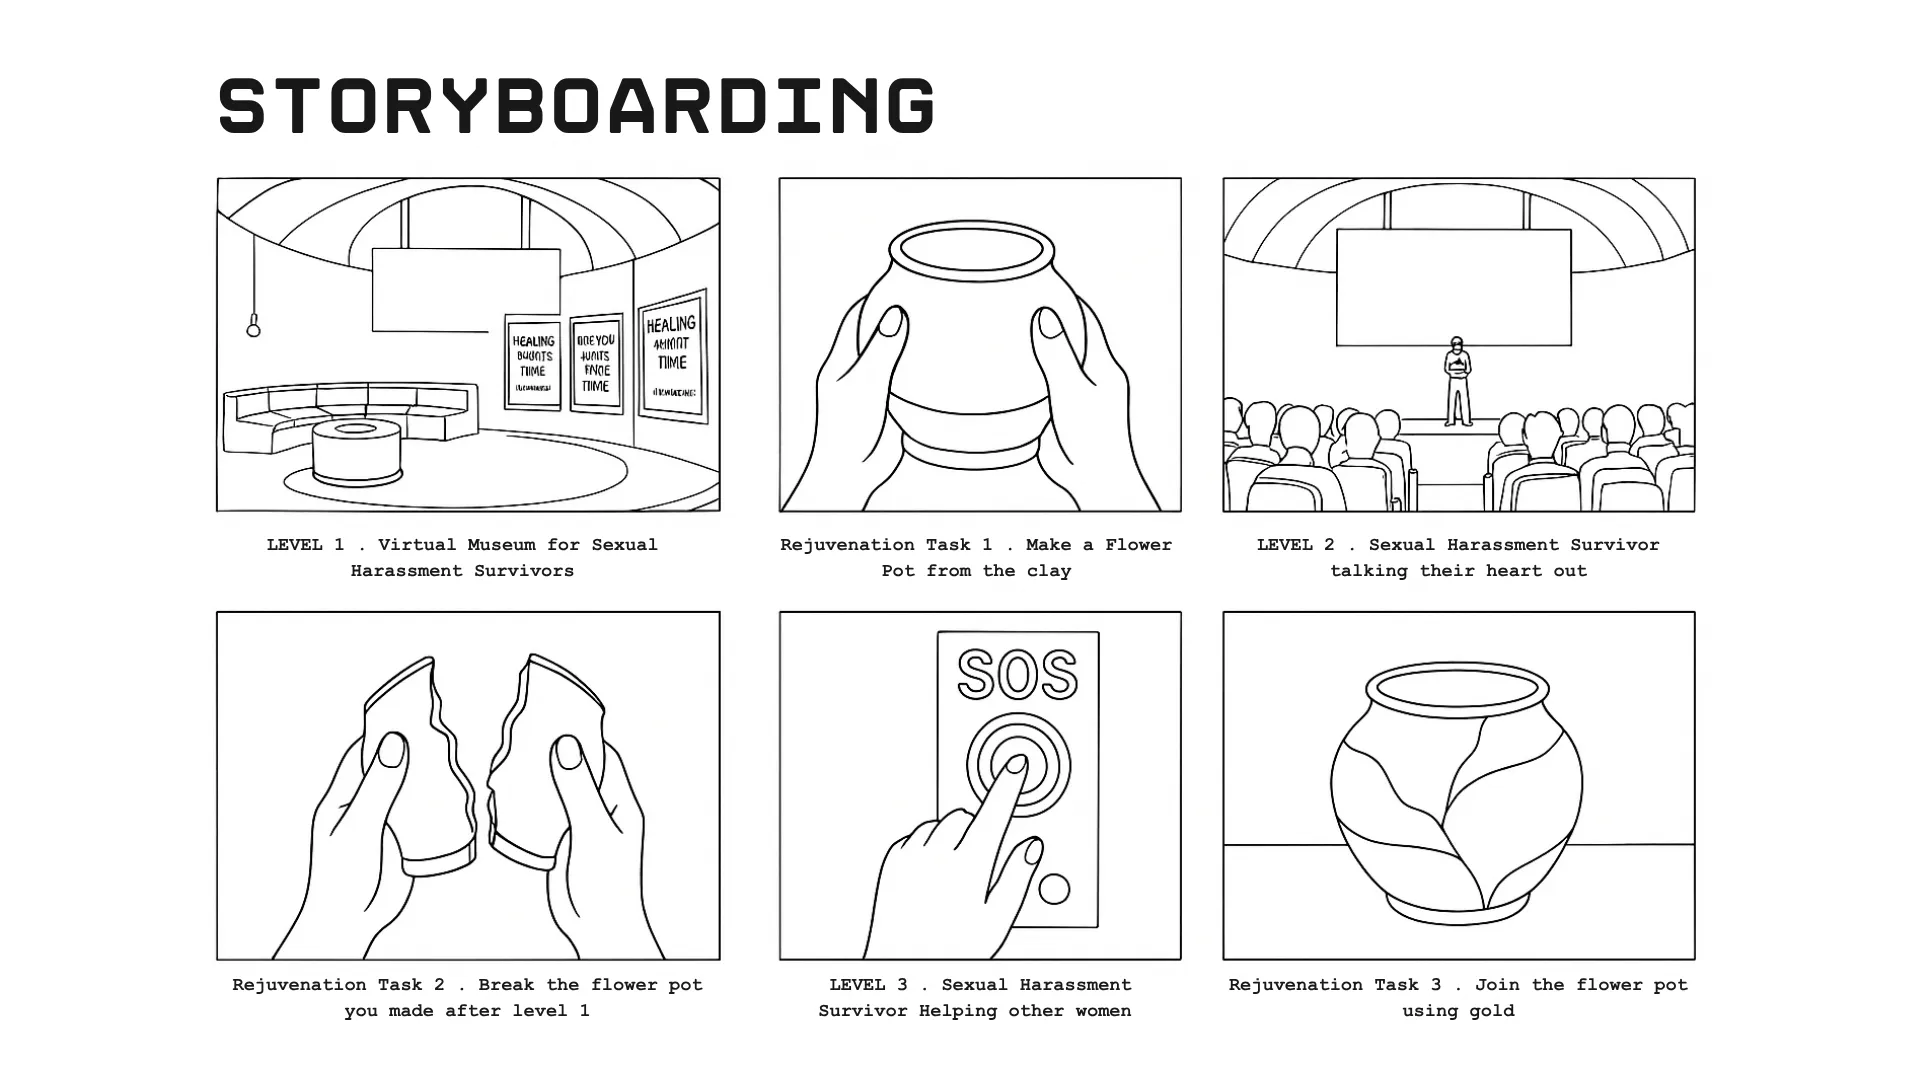 STORYBOARDING
HEALING
TIME
TIME
HEALING
TIME
LEVEL 1 . Virtual Museum for Sexual
Harassment Survivors
Rejuvenation Task 1 . Make a Flower
Pot from the clay
LEVEL 2 . Sexual Harassment Survivor
talking their heart out
SOS
Rejuvenation Task 2 . Break the flower pot
you made after level 1
LEVEL 3 . Sexual Harassment
Survivor Helping other women
Rejuvenation Task 3 . Join the flower pot
using gold